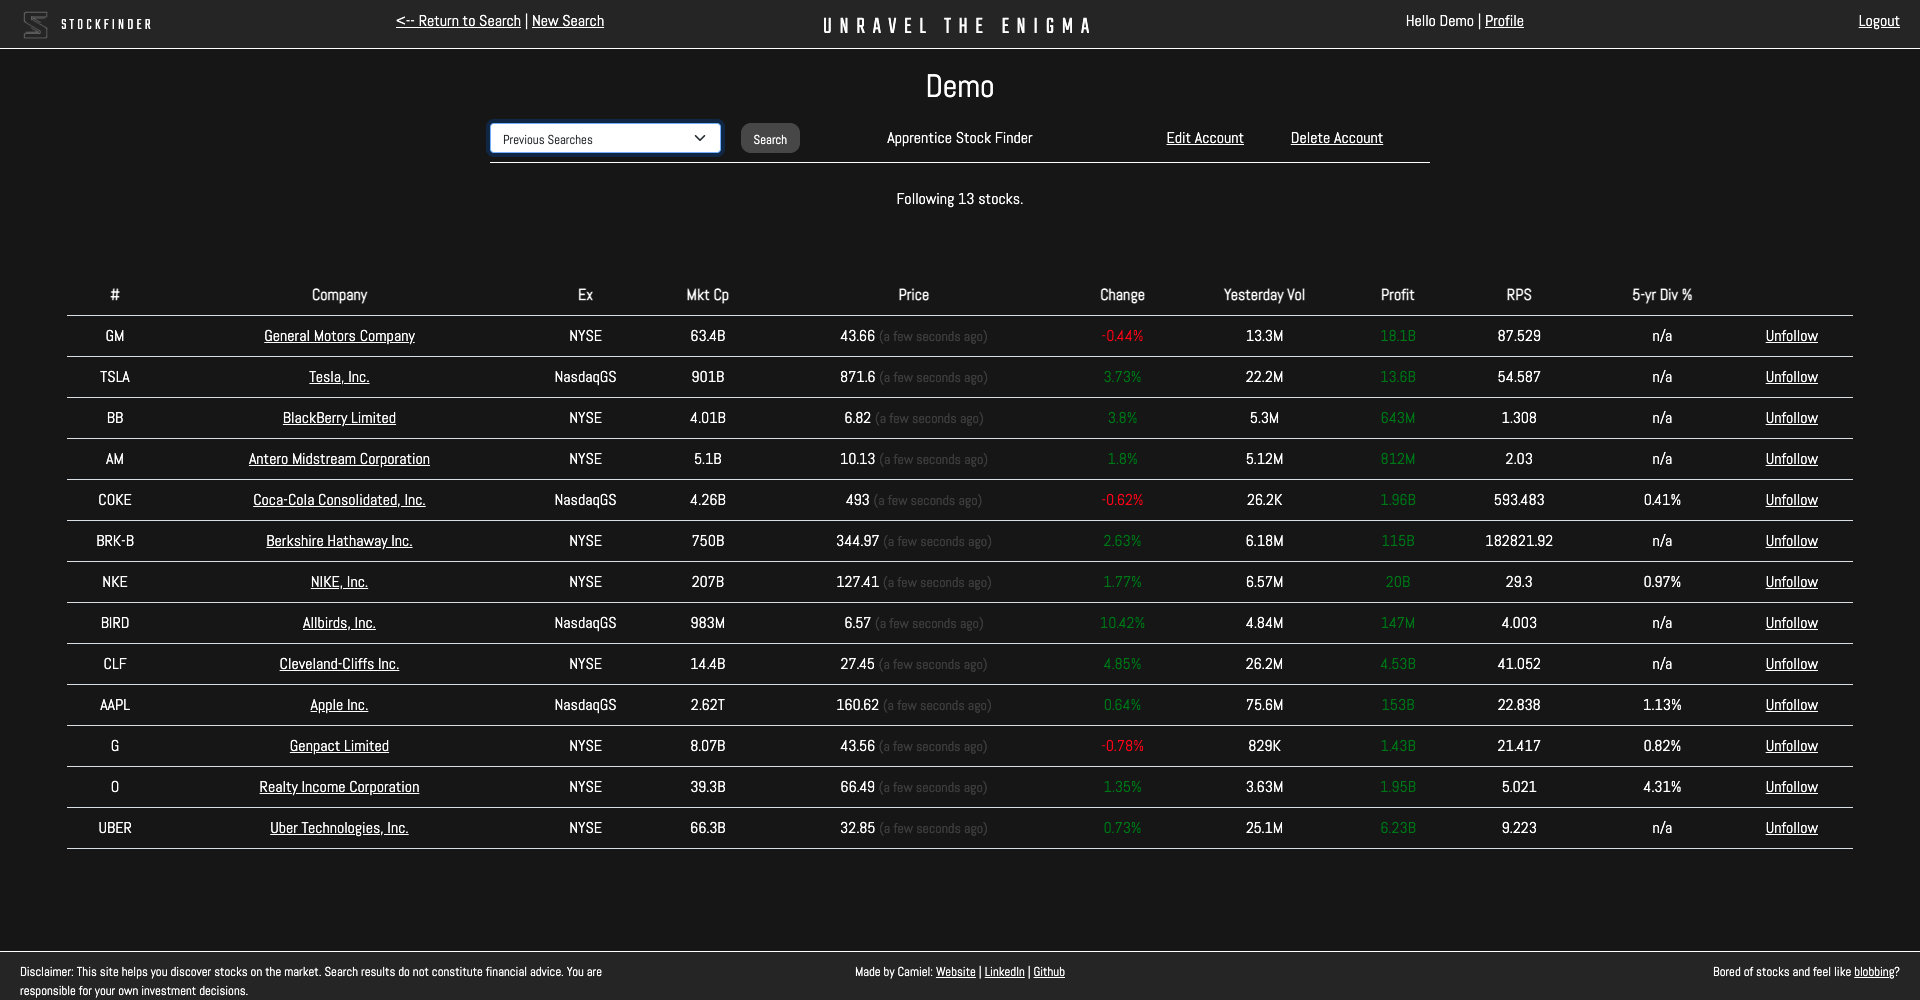 STOCKFINDER
<-- Return to Search | New Search
UNRAVEL THE ENIGMA
Hello Demo | Profile
Logout
Demo
Previous Searches
Search
Apprentice Stock Finder
Edit Account
Delete Account
Following 13 stocks.
# Company Ex Mkt Cp Price Change Yesterday Vol Profit RPS 5-yr Div %
GM General Motors Company NYSE 63.4B 43.66 (a few seconds ago) -0.44% 13.3M 18.1B 87.529 n/a Unfollow
TSLA Tesla, Inc. NasdaqGS 901B 871.6 (a few seconds ago) 3.73% 22.2M 13.6B 54.587 n/a Unfollow
BB BlackBerry Limited NYSE 4.01B 6.82 (a few seconds ago) 3.8% 5.3M 643M 1.308 n/a Unfollow
AM Antero Midstream Corporation NYSE 5.1B 10.13 (a few seconds ago) 1.8% 5.12M 812M 2.03 n/a Unfollow
COKE Coca-Cola Consolidated, Inc. NasdaqGS 4.26B 493 (a few seconds ago) -0.62% 26.2K 1.96B 593.483 0.41% Unfollow
BRK-B Berkshire Hathaway Inc. NYSE 750B 344.97 (a few seconds ago) 2.63% 6.18M 115B 182821.92 n/a Unfollow
NKE NIKE, Inc. NYSE 207B 127.41 (a few seconds ago) 1.77% 6.57M 20B 29.3 0.97% Unfollow
BIRD Allbirds, Inc. NasdaqGS 983M 6.57 (a few seconds ago) 10.42% 4.84M 147M 4.003 n/a Unfollow
CLF Cleveland-Cliffs Inc. NYSE 14.4B 27.45 (a few seconds ago) 4.85% 26.2M 4.53B 41.052 n/a Unfollow
AAPL Apple Inc. NasdaqGS 2.62T 160.62 (a few seconds ago) 0.64% 75.6M 153B 22.838 1.13% Unfollow
G Genpact Limited NYSE 8.07B 43.56 (a few seconds ago) -0.78% 829K 1.43B 21.417 0.82% Unfollow
O Realty Income Corporation NYSE 39.3B 66.49 (a few seconds ago) 1.35% 3.63M 1.95B 5.021 4.31% Unfollow
UBER Uber Technologies, Inc. NYSE 66.3B 32.85 (a few seconds ago) 0.73% 25.1M 6.23B 9.223 n/a Unfollow
Disclaimer: This site helps you discover stocks on the market. Search results do not constitute financial advice. You are
responsible for your own investment decisions.
Made by Camiel: Website | LinkedIn | Github
Bored of stocks and feel like blobbing?